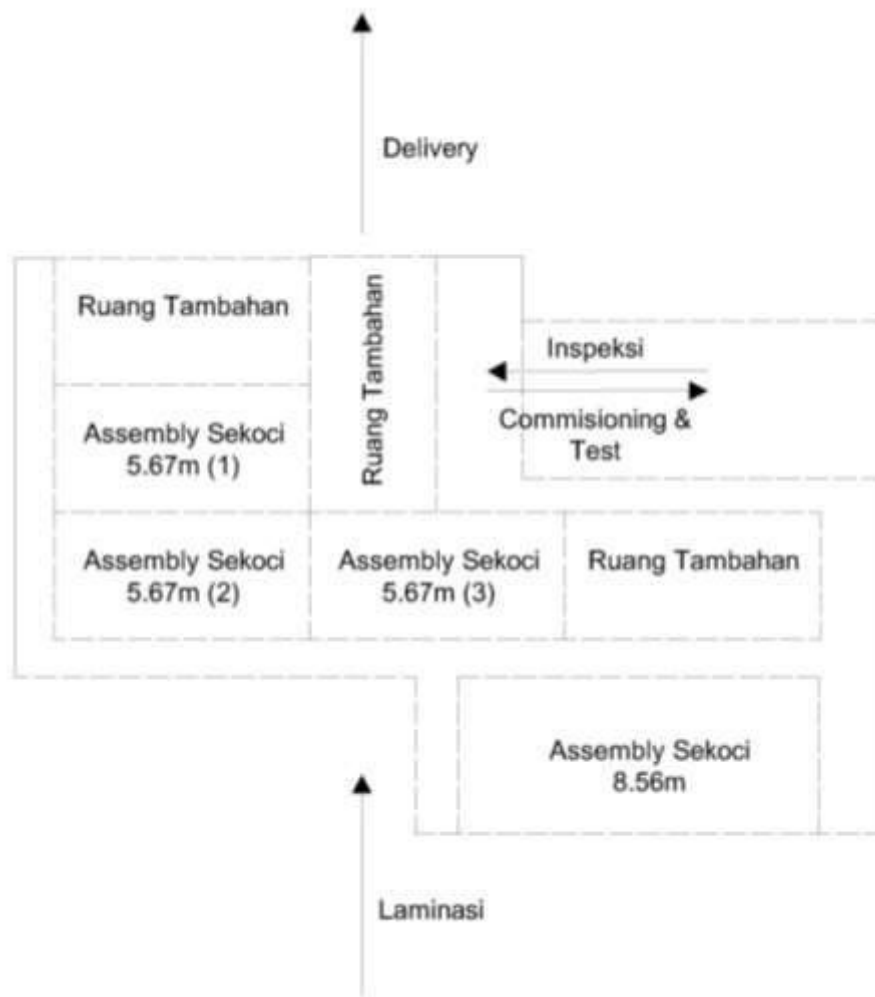 Delivery
Ruang Tambahan
Ruang Tambahan
Inspeksi
Commisioning &
Test
Assembly Sekoci
5.67m (1)
Assembly Sekoci
5.67m (2)
Assembly Sekoci
5.67m (3)
Ruang Tambahan
Assembly Sekoci
8.56m
Laminasi